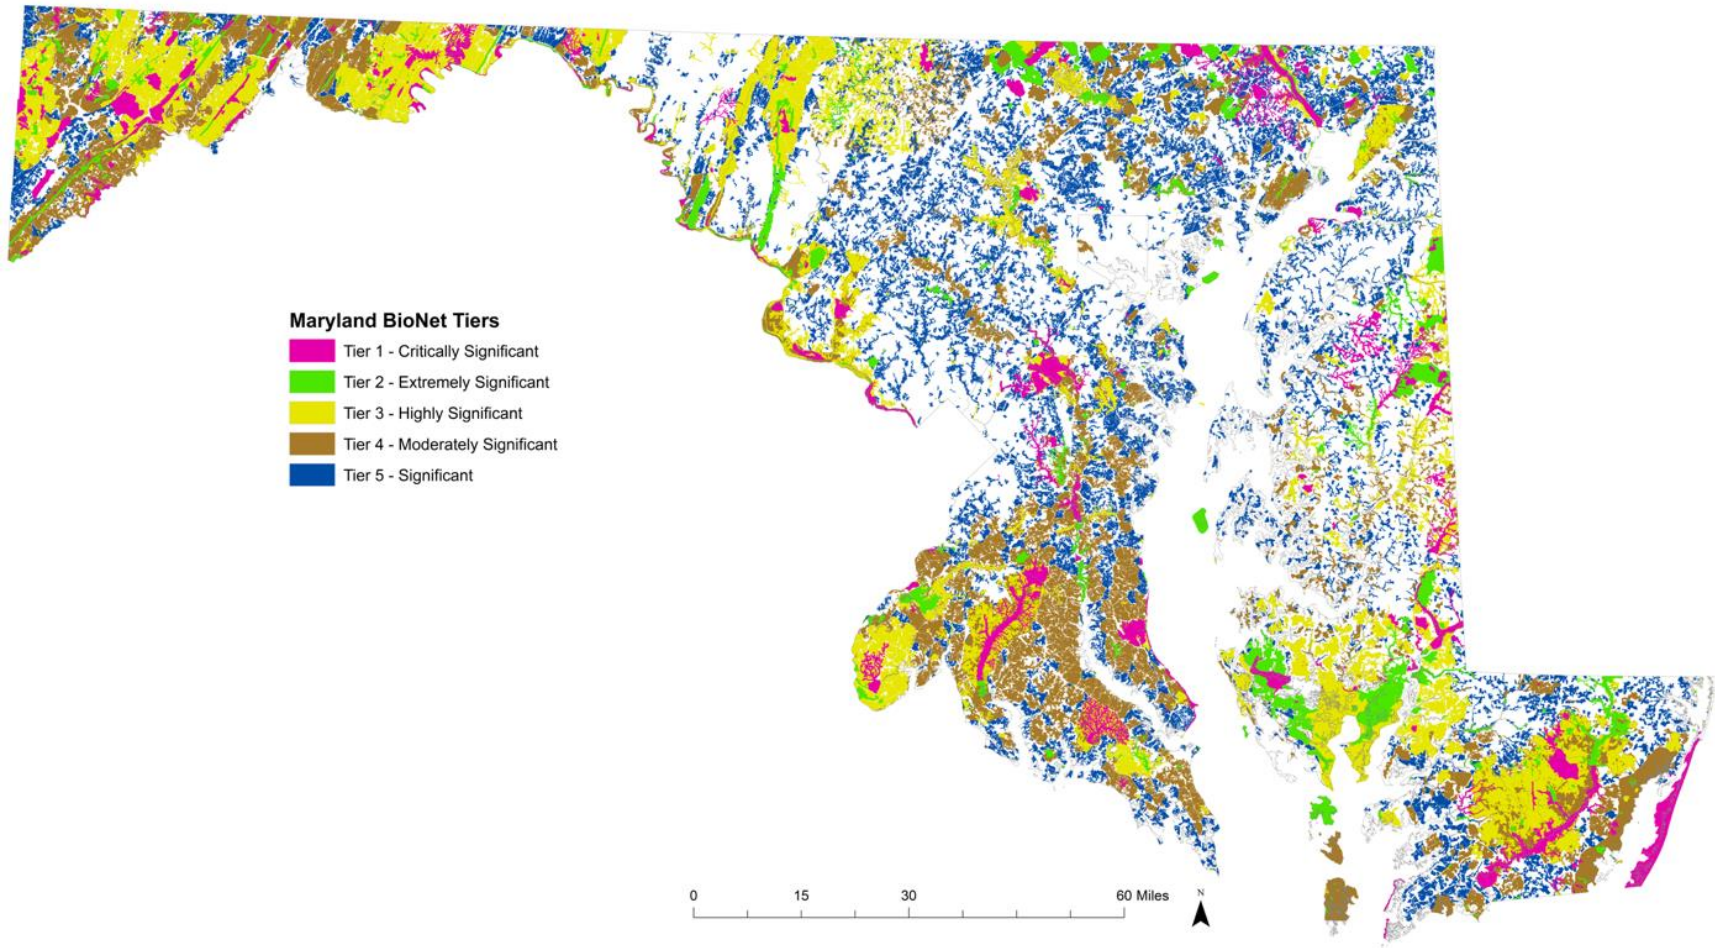 Maryland BioNet Tiers
Tier 1 - Critically Significant
Tier 2 - Extremely Significant
Tier 3 - Highly Significant
Tier 4 - Moderately Significant
Tier 5 - Significant
0 15 30 60 Miles
N